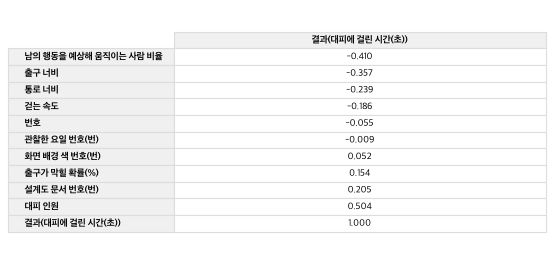 결과(대피에 걸린 시간(초))
남의 행동을 예상해 움직이는 사람 비율 -0.410
출구 너비 -0.357
통로 너비 -0.239
걷는 속도 -0.186
번호 -0.055
관찰한 요일 번호(번) -0.009
화면 배경 색 번호(번) 0.052
출구가 막힐 확률(%) 0.154
설계도 문서 번호(번) 0.205
대피 인원 0.504
결과(대피에 걸린 시간(초)) 1.000